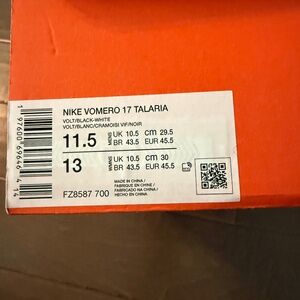 NIKE VOMERO 17 TALARIA
VOLT/BLACK-WHITE
VOLT/BLANC/CRAMOISI VIF/NOIR
11.5 MENS UK 10.5 CM 29.5
BR 43.5 EUR 45.5
13 WMNS UK 10.5 CM 30
BR 43.5 EUR 45.5
MADE IN CHINA/
FABRIQUE EN CHINE /
FABRICADO NA CHINA /
HECHO EN CHINA
FZ8587 700